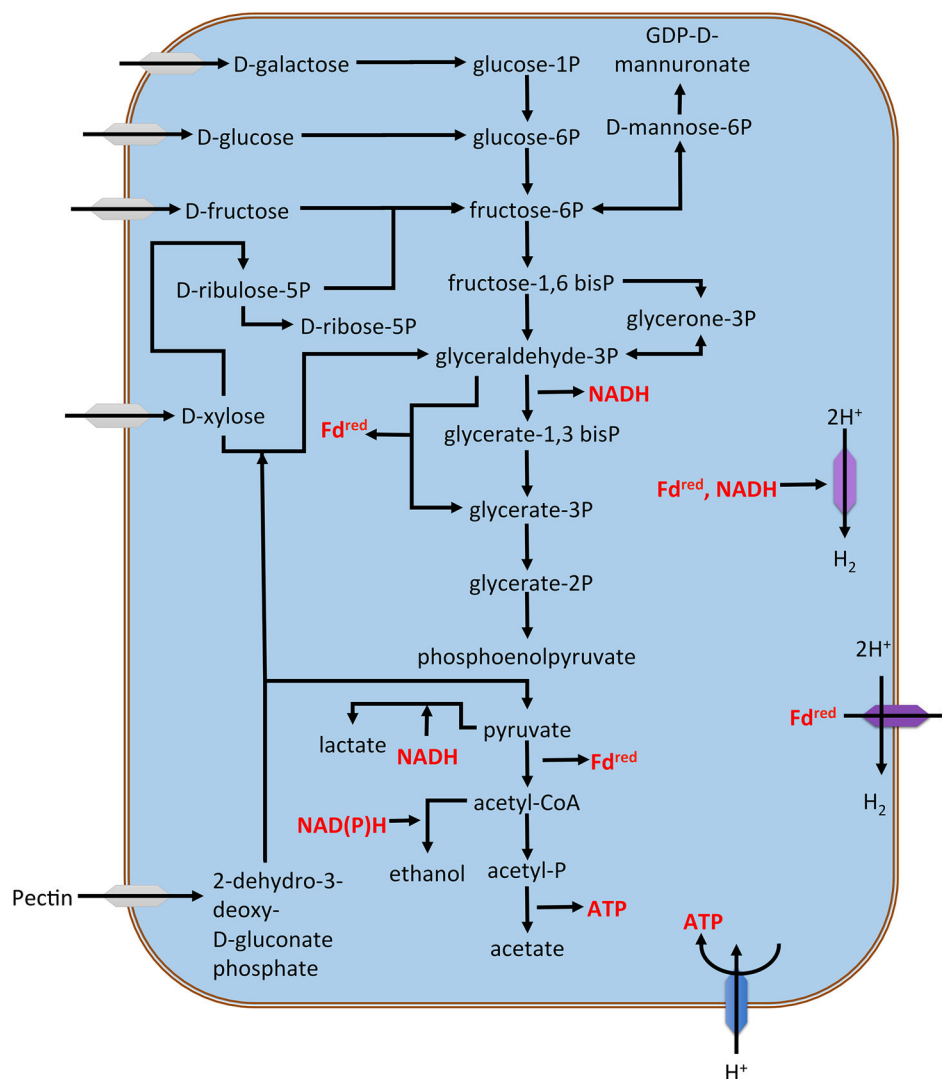 GDP-D-
mannuronate
D-galactose
glucose-1P
D-mannose-6P
D-glucose
glucose-6P
D-fructose
fructose-6P
D-ribulose-5P
fructose-1,6 bisP
D-ribose-5P
glycerone-3P
glyceraldehyde-3P
NADH
D-xylose
Fdred
glycerate-1,3 bisP
2H+
Fdred, NADH
glycerate-3P
H2
glycerate-2P
phosphoenolpyruvate
2H+
Fdred
lactate
NADH
pyruvate
Fdred
H2
acetyl-CoA
NAD(P)H
ethanol
acetyl-P
Pectin
2-dehydro-3-
deoxy-
D-gluconate
phosphate
ATP
acetate
ATP
H+